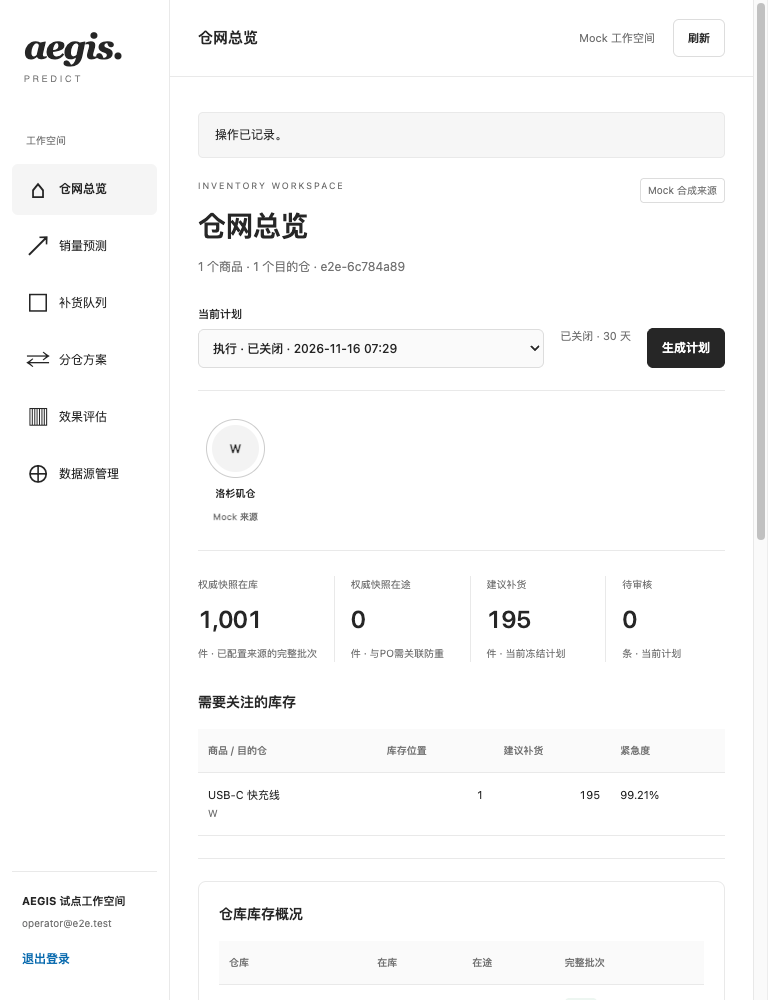 aegis.
PREDICT
工作空间
仓网总览
销量预测
补货队列
分仓方案
效果评估
数据源管理
AEGIS 试点工作空间
operator@e2e.test
退出登录
仓网总览
Mock 工作空间
刷新
操作已记录。
INVENTORY WORKSPACE
Mock 合成来源
仓网总览
1 个商品 · 1 个目的仓 · e2e-6c784a89
当前计划
执行 · 已关闭 · 2026-11-16 07:29
已关闭 · 30 天
生成计划
W
洛杉矶仓
Mock 来源
权威快照在库
1,001
件 · 已配置来源的完整批次
权威快照在途
0
件 · 与PO需关联防重
建议补货
195
件 · 当前冻结计划
待审核
0
条 · 当前计划
需要关注的库存
商品 / 目的仓 库存位置 建议补货 紧急度
USB-C 快充线 1 195 99.21%
W
仓库库存概况
仓库 在库 在途 完整批次